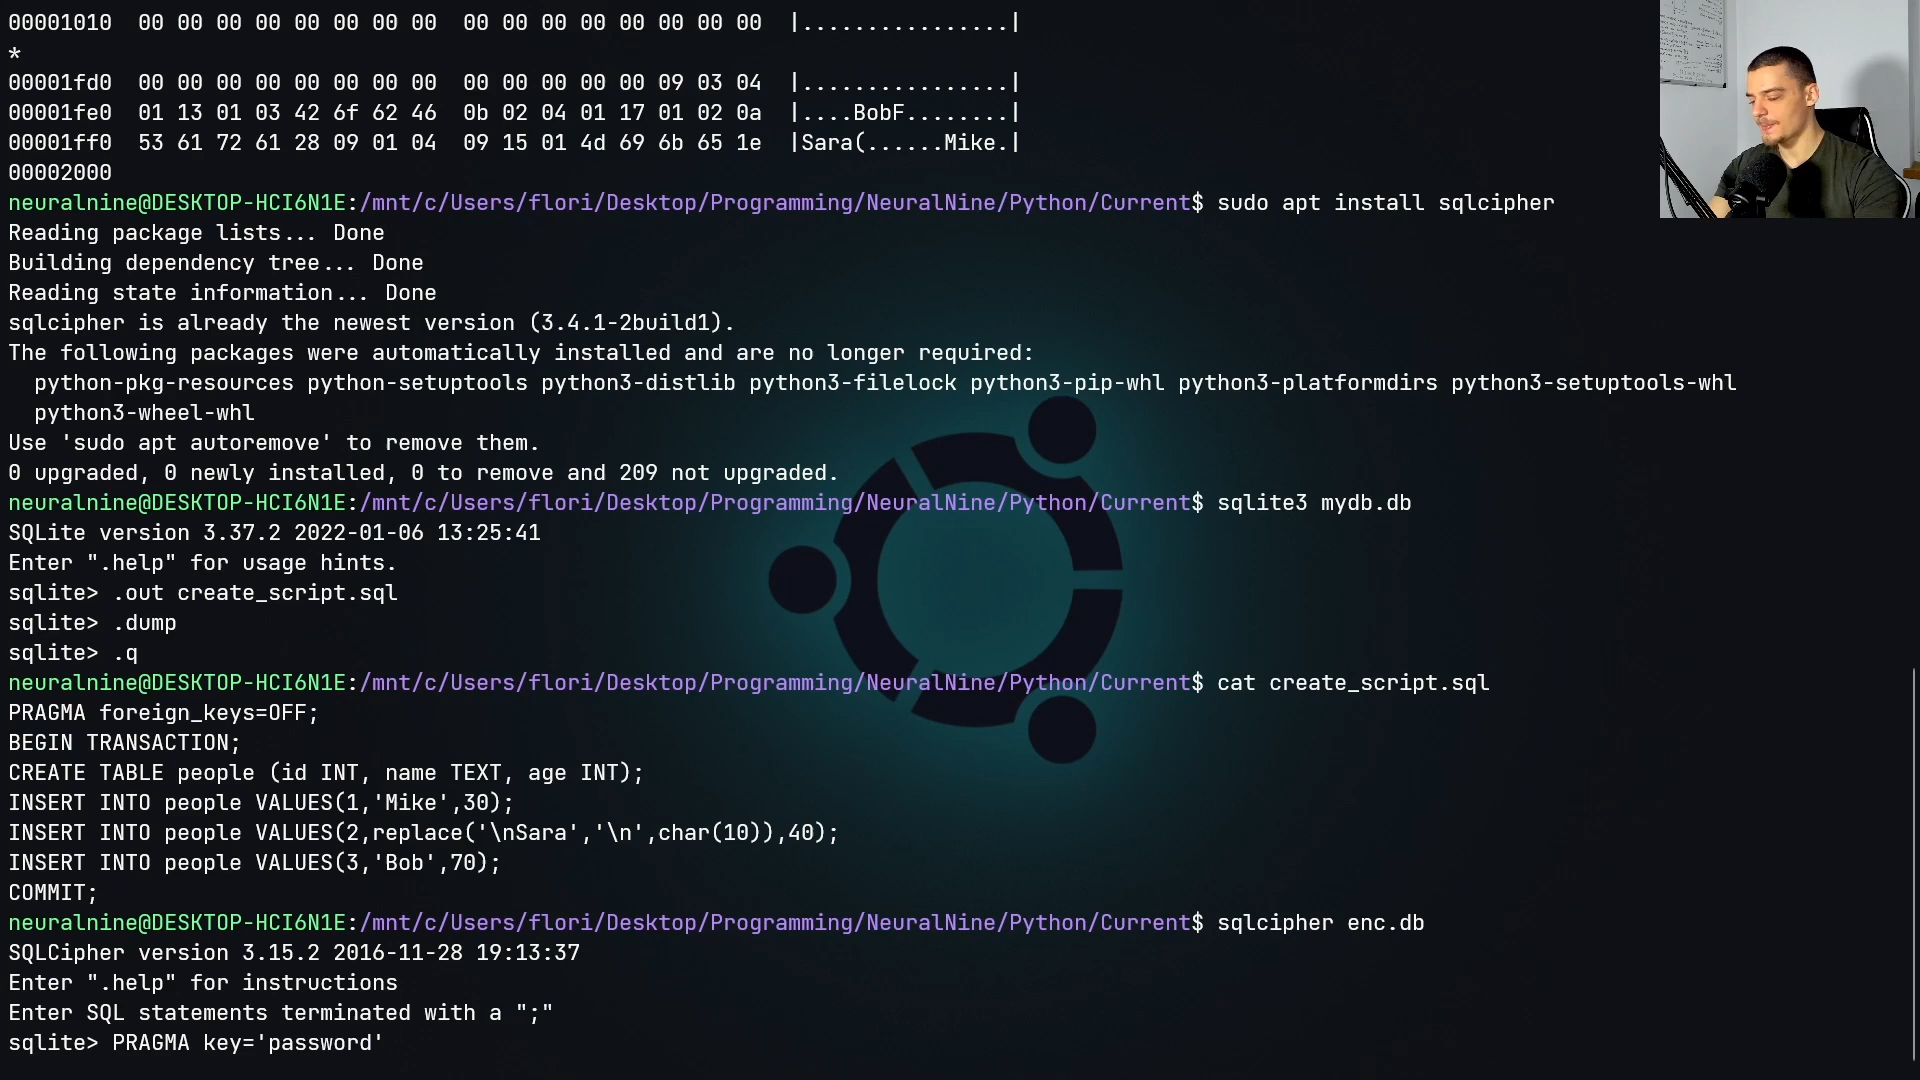 00001010  00 00 00 00 00 00 00 00  00 00 00 00 00 00 00 00  |................|
*
00001fd0  00 00 00 00 00 00 00 00  00 00 00 00 00 09 03 04  |................|
00001fe0  01 13 01 03 42 6f 62 46  0b 02 04 01 17 01 02 0a  |....BobF........|
00001ff0  53 61 72 61 28 09 01 04  09 15 01 4d 69 6b 65 1e  |Sara(......Mike.|
00002000
neuralnine@DESKTOP-HCI6N1E:/mnt/c/Users/flori/Desktop/Programming/NeuralNine/Python/Current$ sudo apt install sqlcipher
Reading package lists... Done
Building dependency tree... Done
Reading state information... Done
sqlcipher is already the newest version (3.4.1-2build1).
The following packages were automatically installed and are no longer required:
  python-pkg-resources python-setuptools python3-distlib python3-filelock python3-pip-whl python3-platformdirs python3-setuptools-whl
  python3-wheel-whl
Use 'sudo apt autoremove' to remove them.
0 upgraded, 0 newly installed, 0 to remove and 209 not upgraded.
neuralnine@DESKTOP-HCI6N1E:/mnt/c/Users/flori/Desktop/Programming/NeuralNine/Python/Current$ sqlite3 mydb.db
SQLite version 3.37.2 2022-01-06 13:25:41
Enter ".help" for usage hints.
sqlite> .out create_script.sql
sqlite> .dump
sqlite> .q
neuralnine@DESKTOP-HCI6N1E:/mnt/c/Users/flori/Desktop/Programming/NeuralNine/Python/Current$ cat create_script.sql
PRAGMA foreign_keys=OFF;
BEGIN TRANSACTION;
CREATE TABLE people (id INT, name TEXT, age INT);
INSERT INTO people VALUES(1,'Mike',30);
INSERT INTO people VALUES(2,replace('\nSara','\n',char(10)),40);
INSERT INTO people VALUES(3,'Bob',70);
COMMIT;
neuralnine@DESKTOP-HCI6N1E:/mnt/c/Users/flori/Desktop/Programming/NeuralNine/Python/Current$ sqlcipher enc.db
SQLCipher version 3.15.2 2016-11-28 19:13:37
Enter ".help" for instructions
Enter SQL statements terminated with a ";"
sqlite> PRAGMA key='password'